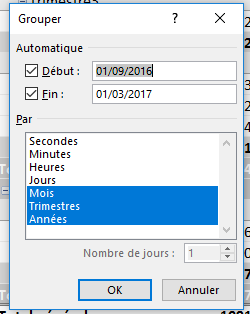 Trimestre3
Grouper
Automatique
Début : 01/09/2016
Fin : 01/03/2017
Par
Secondes
Minutes
Heures
Jours
Mois
Trimestres
Années
Nombre de jours : 1
OK
Annuler